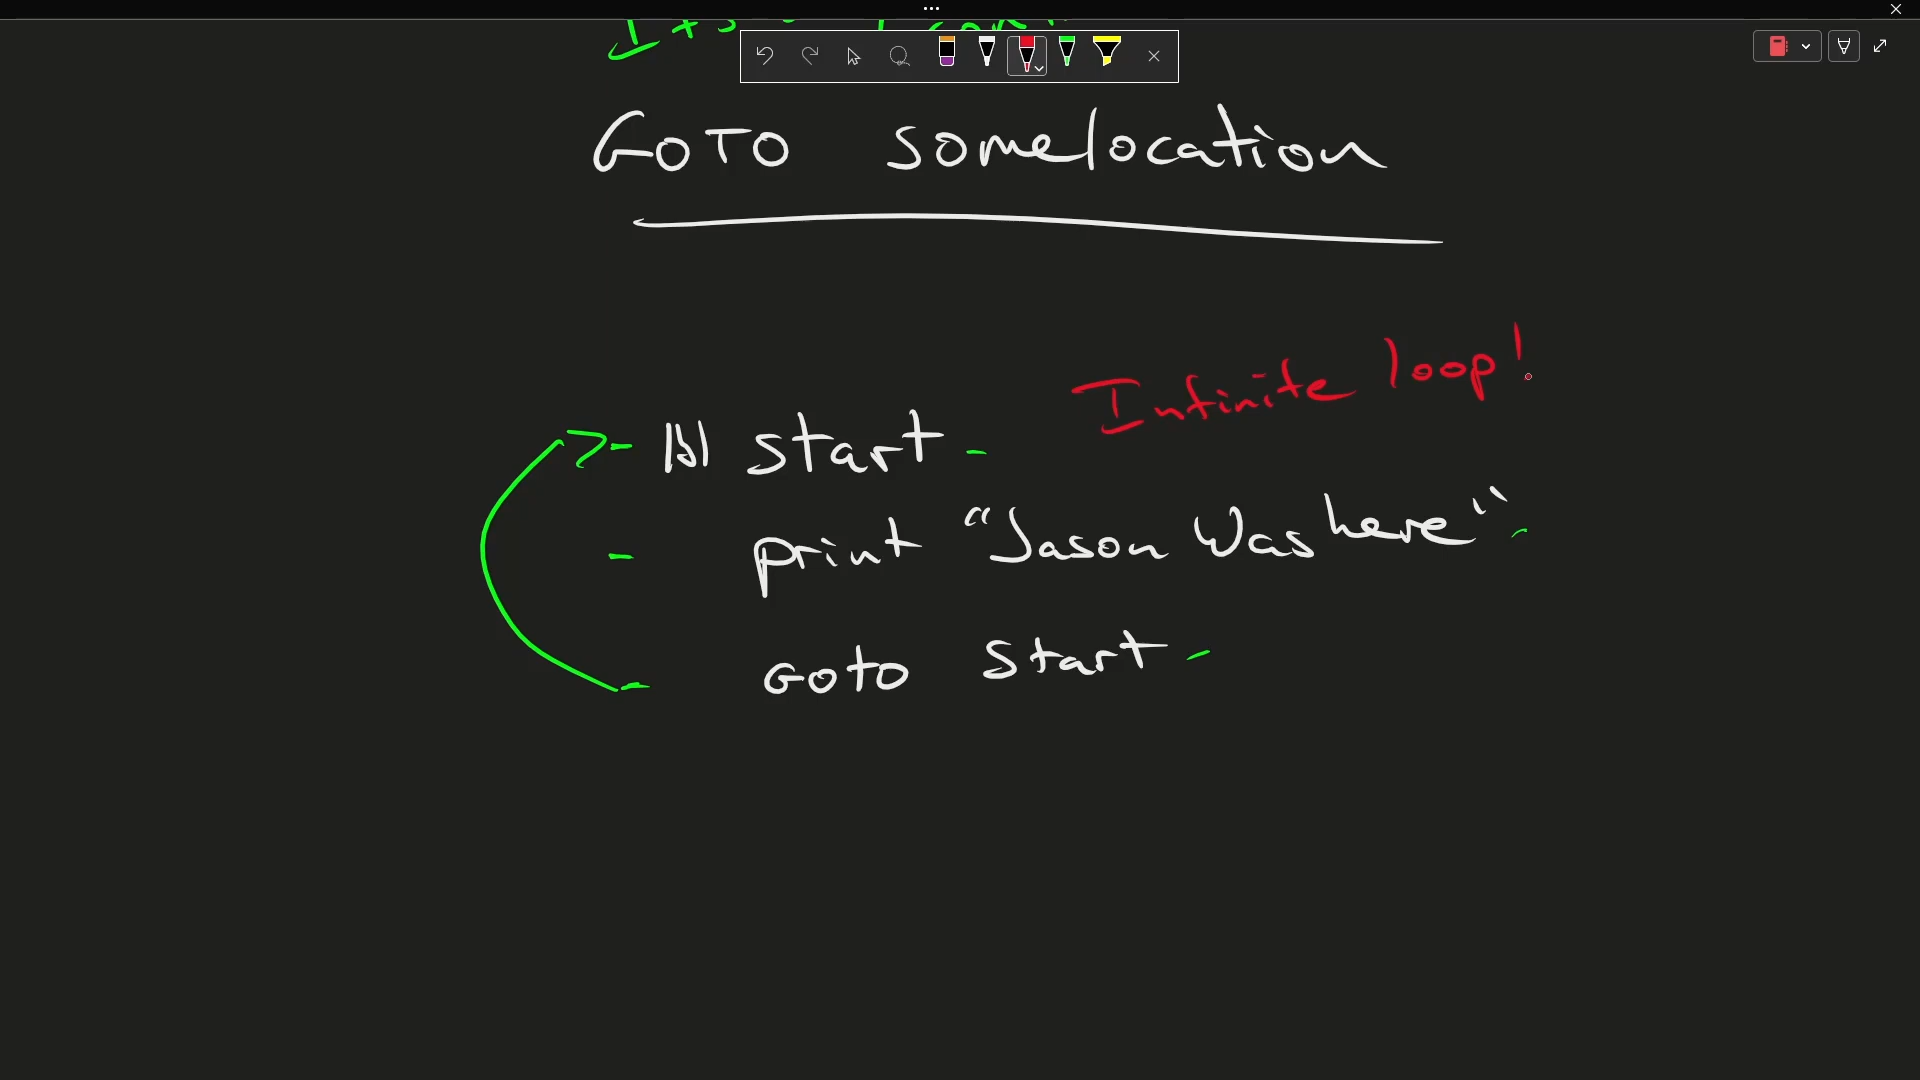 GOTO somelocation
Infinite loop!
lbl start
print "Jason Was here"
Goto start